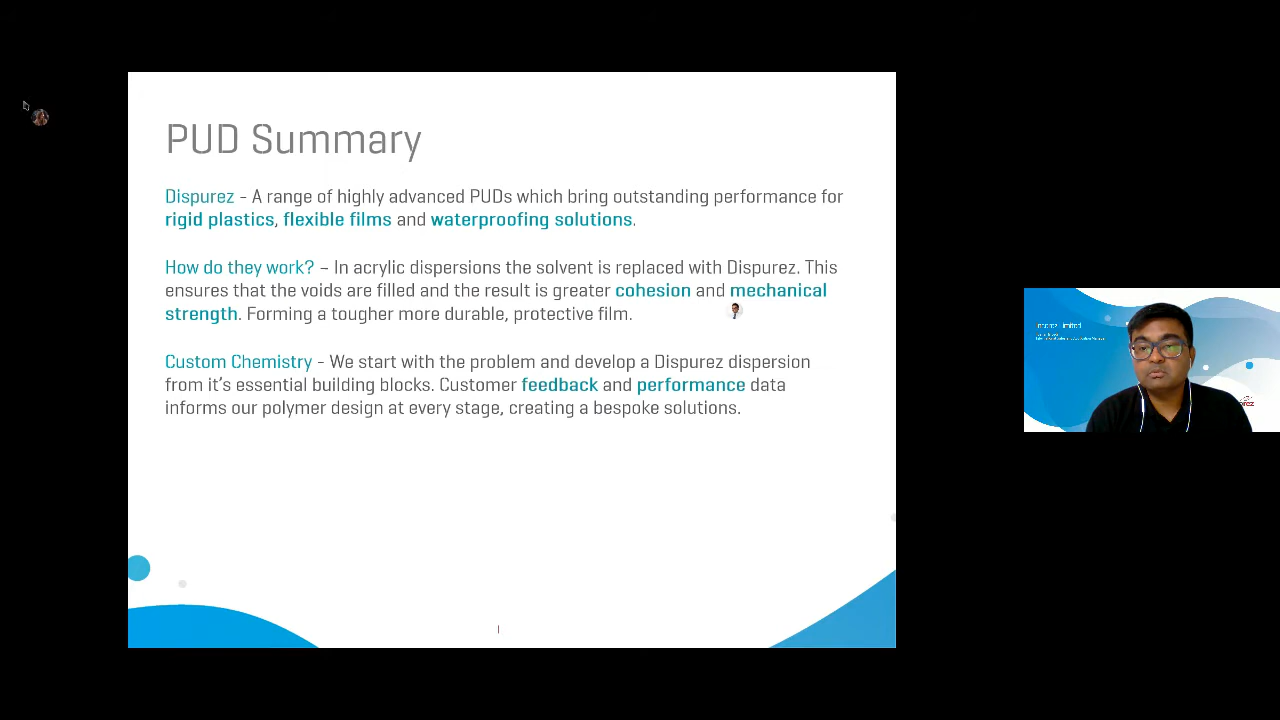 PUD Summary
Dispurez - A range of highly advanced PUDs which bring outstanding performance for
rigid plastics, flexible films and waterproofing solutions.
How do they work? – In acrylic dispersions the solvent is replaced with Dispurez. This
ensures that the voids are filled and the result is greater cohesion and mechanical
strength. Forming a tougher more durable, protective film.
Custom Chemistry - We start with the problem and develop a Dispurez dispersion
from it's essential building blocks. Customer feedback and performance data
informs our polymer design at every stage, creating a bespoke solutions.
Limited